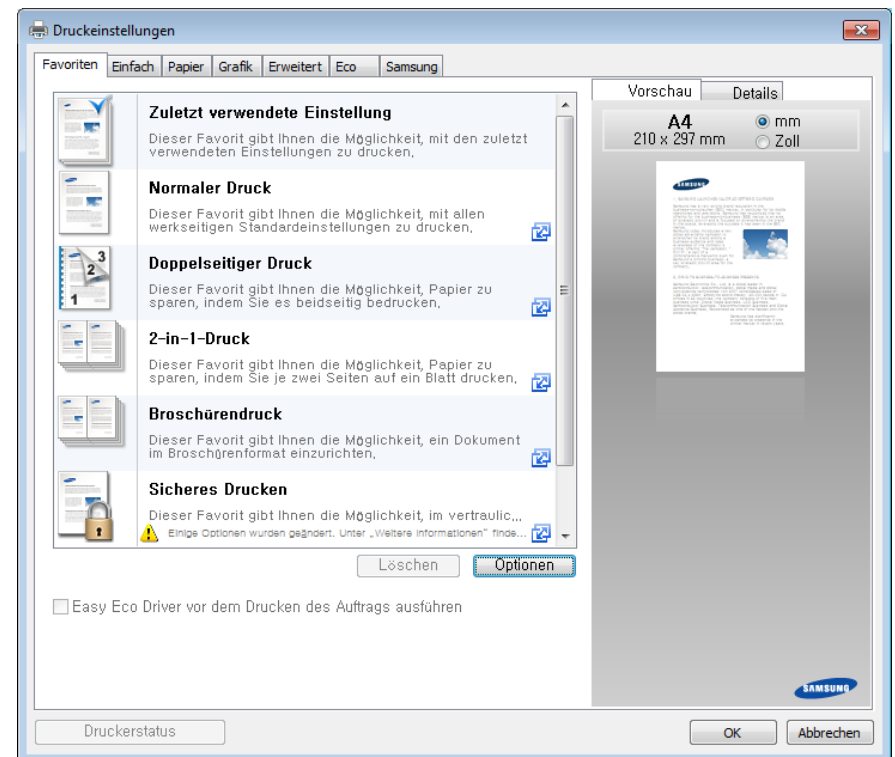 Druckeinstellungen
Favoriten Einfach Papier Grafik Erweitert Eco Samsung
Zuletzt verwendete Einstellung
Dieser Favorit gibt Ihnen die Möglichkeit, mit den zuletzt
verwendeten Einstellungen zu drucken.
Normaler Druck
Dieser Favorit gibt Ihnen die Möglichkeit, mit allen
werkseitigen Standardeinstellungen zu drucken.
Doppelseitiger Druck
Dieser Favorit gibt Ihnen die Möglichkeit, Papier zu
sparen, indem Sie es beidseitig bedrucken.
1 2 3
2-in-1-Druck
Dieser Favorit gibt Ihnen die Möglichkeit, Papier zu
sparen, indem Sie je zwei Seiten auf ein Blatt drucken.
Broschürendruck
Dieser Favorit gibt Ihnen die Möglichkeit, ein Dokument
im Broschürenformat einzurichten.
Sicheres Drucken
Dieser Favorit gibt Ihnen die Möglichkeit, im vertraulic...
Einige Optionen wurden geändert. Unter „Weitere Informationen" finde...
Löschen Optionen
Easy Eco Driver vor dem Drucken des Auftrags ausführen
Vorschau Details
A4
210 x 297 mm
mm
Zoll
SAMSUNG
SAMSUNG
Druckerstatus
OK Abbrechen